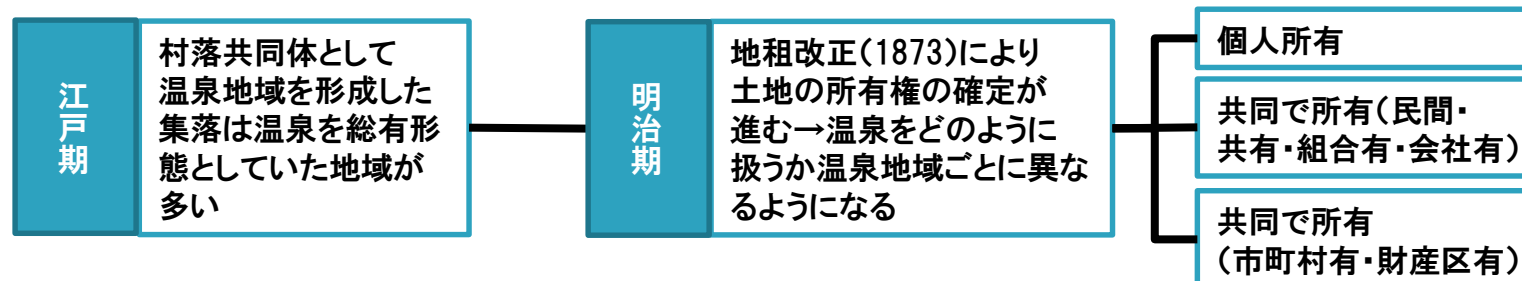 江戸期
村落共同体として
温泉地域を形成した
集落は温泉を総有形
態としていた地域が
多い
明治期
地租改正(1873)により
土地の所有権の確定が
進む→温泉をどのように
扱うか温泉地域ごとに異な
るようになる
個人所有
共同で所有(民間・
共有・組合有・会社有)
共同で所有
(市町村有・財産区有)